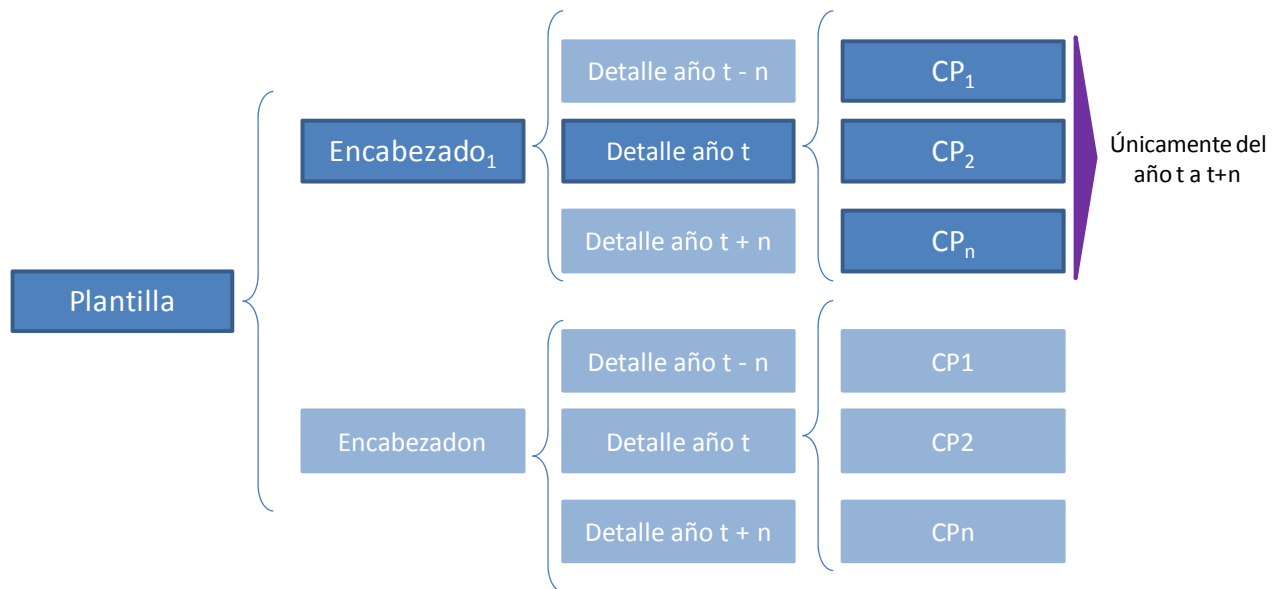 Plantilla
Encabezado₁
Detalle año t - n
Detalle año t
Detalle año t + n
CP₁
CP₂
CPₙ
Únicamente del
año t a t+n
Encabezadon
Detalle año t - n
Detalle año t
Detalle año t + n
CP1
CP2
CPn